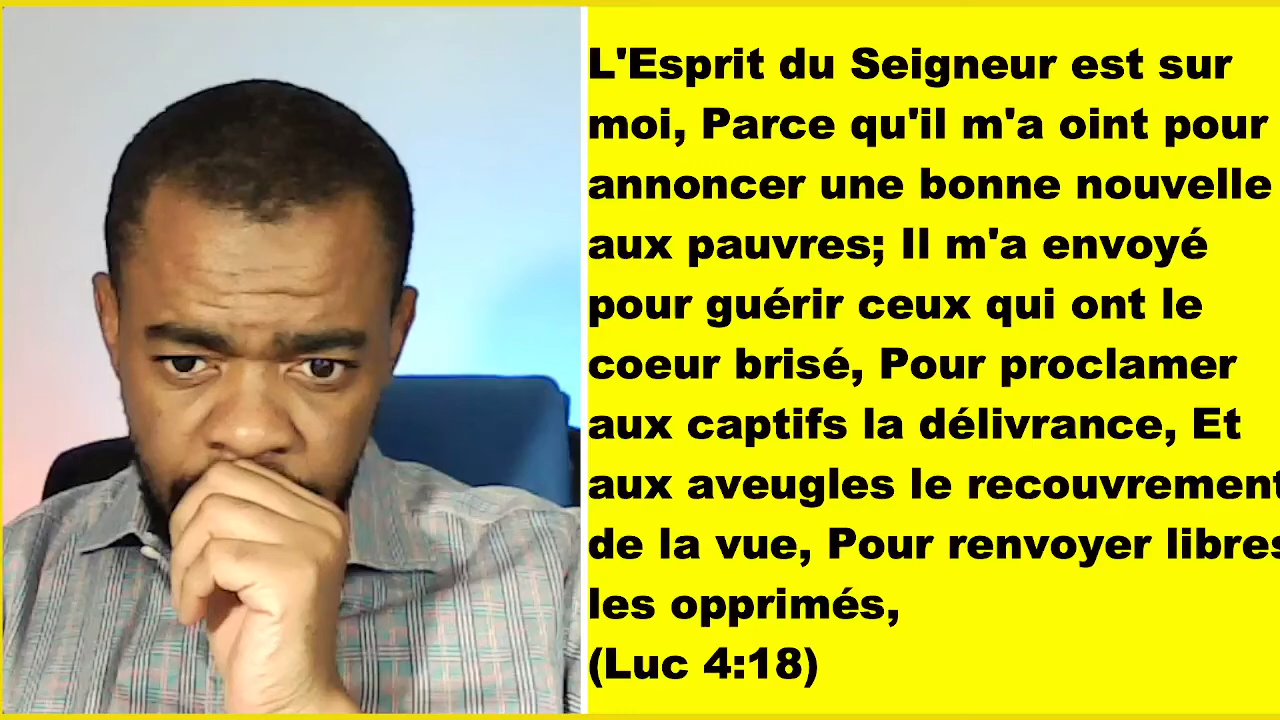 L'Esprit du Seigneur est sur
moi, Parce qu'il m'a oint pour
annoncer une bonne nouvelle
aux pauvres; Il m'a envoyé
pour guérir ceux qui ont le
coeur brisé, Pour proclamer
aux captifs la délivrance, Et
aux aveugles le recouvrement
de la vue, Pour renvoyer libres
les opprimés,
(Luc 4:18)